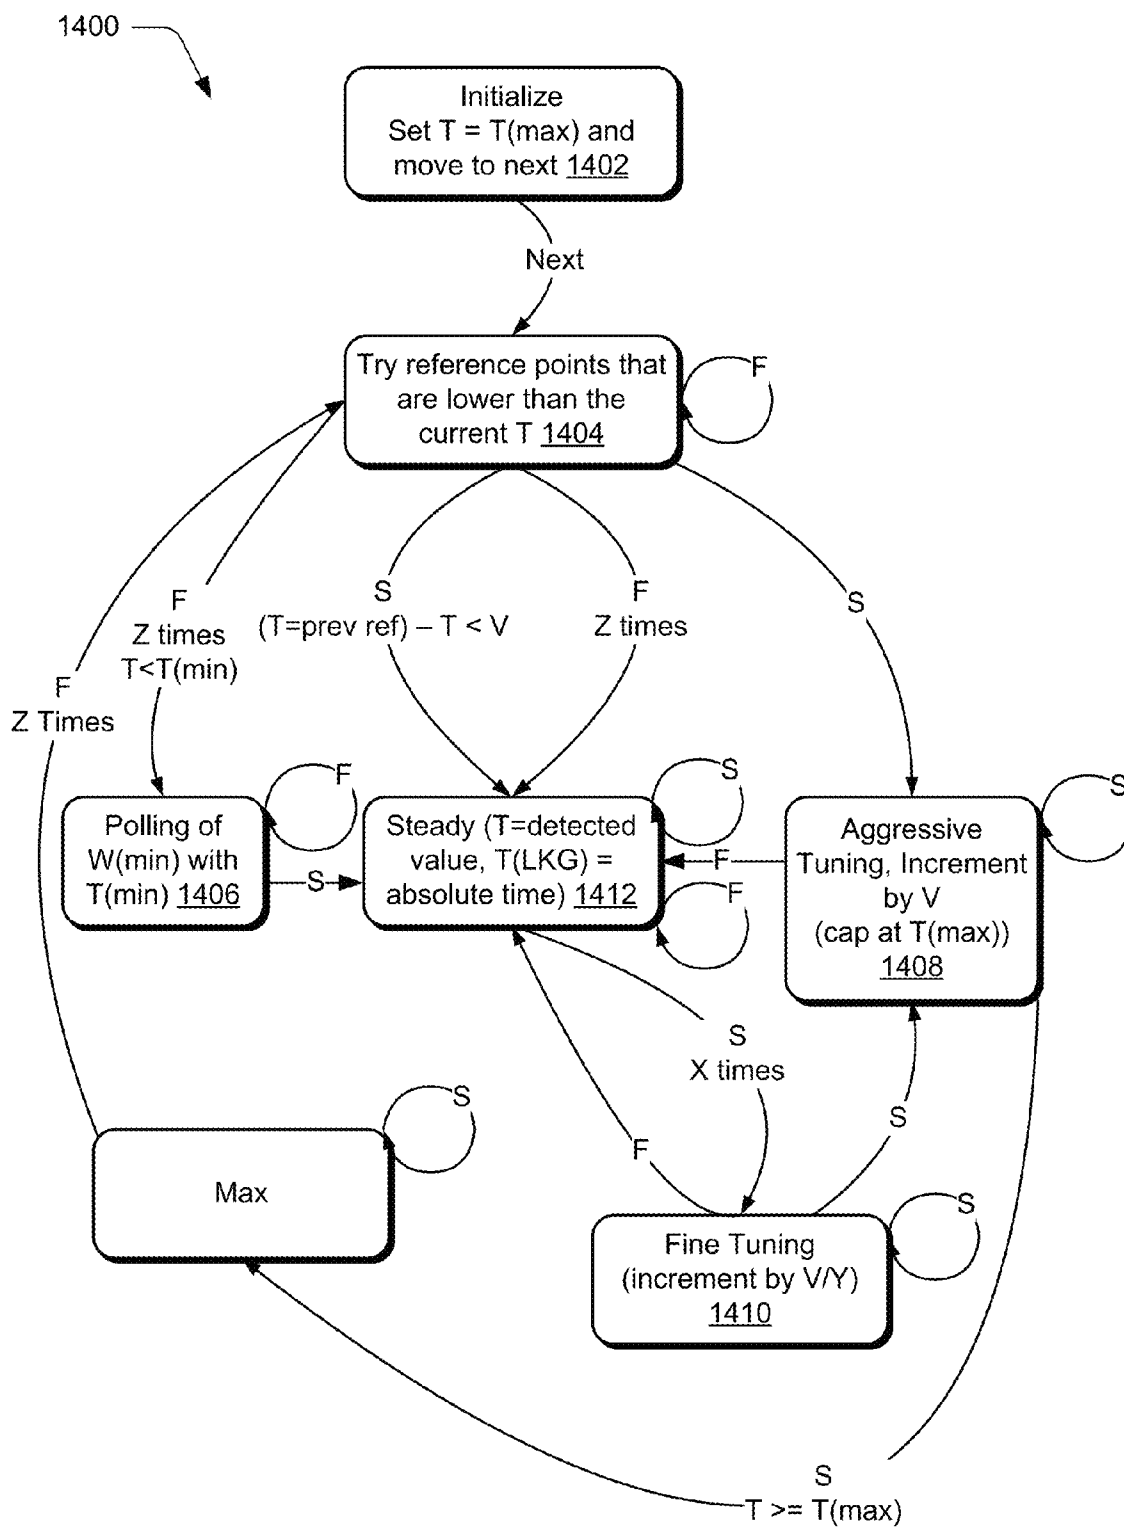 1400
Initialize
Set T = T(max) and
move to next 1402
Next
Try reference points that
are lower than the
current T 1404
F
S
(T=prev ref) – T < V
F
Z times
S
F
Z times
T<T(min)
F
Z Times
Polling of
W(min) with
T(min) 1406
F
S
Steady (T=detected
value, T(LKG) =
absolute time) 1412
S
F
F
Aggressive
Tuning, Increment
by V
(cap at T(max))
1408
S
S
X times
F
S
Max
S
Fine Tuning
(increment by V/Y)
1410
S
S
T >= T(max)